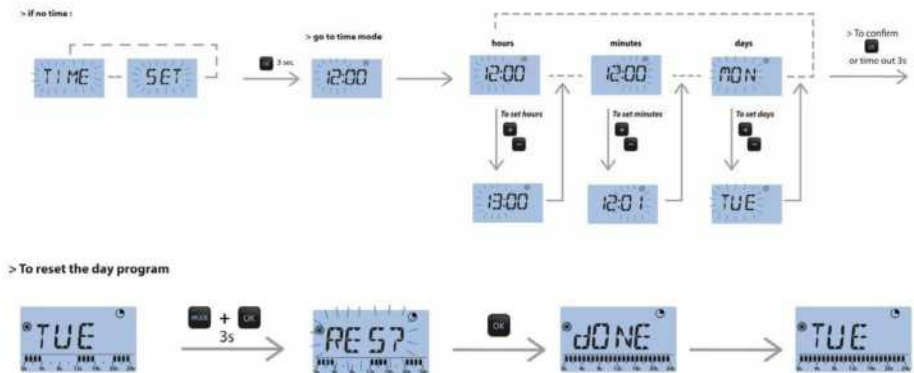 > if no time :
TIME
SET
OK 3 sec
> go to time mode
12:00
hours
minutes
days
12:00
12:00
MON
> To confirm
OK
or time out 3s
To set hours
To set minutes
To set days
+
-
+
-
+
-
13:00
12:01
TUE
> To reset the day program
TUE
MODE + OK
3s
RES?
OK
dONE
TUE